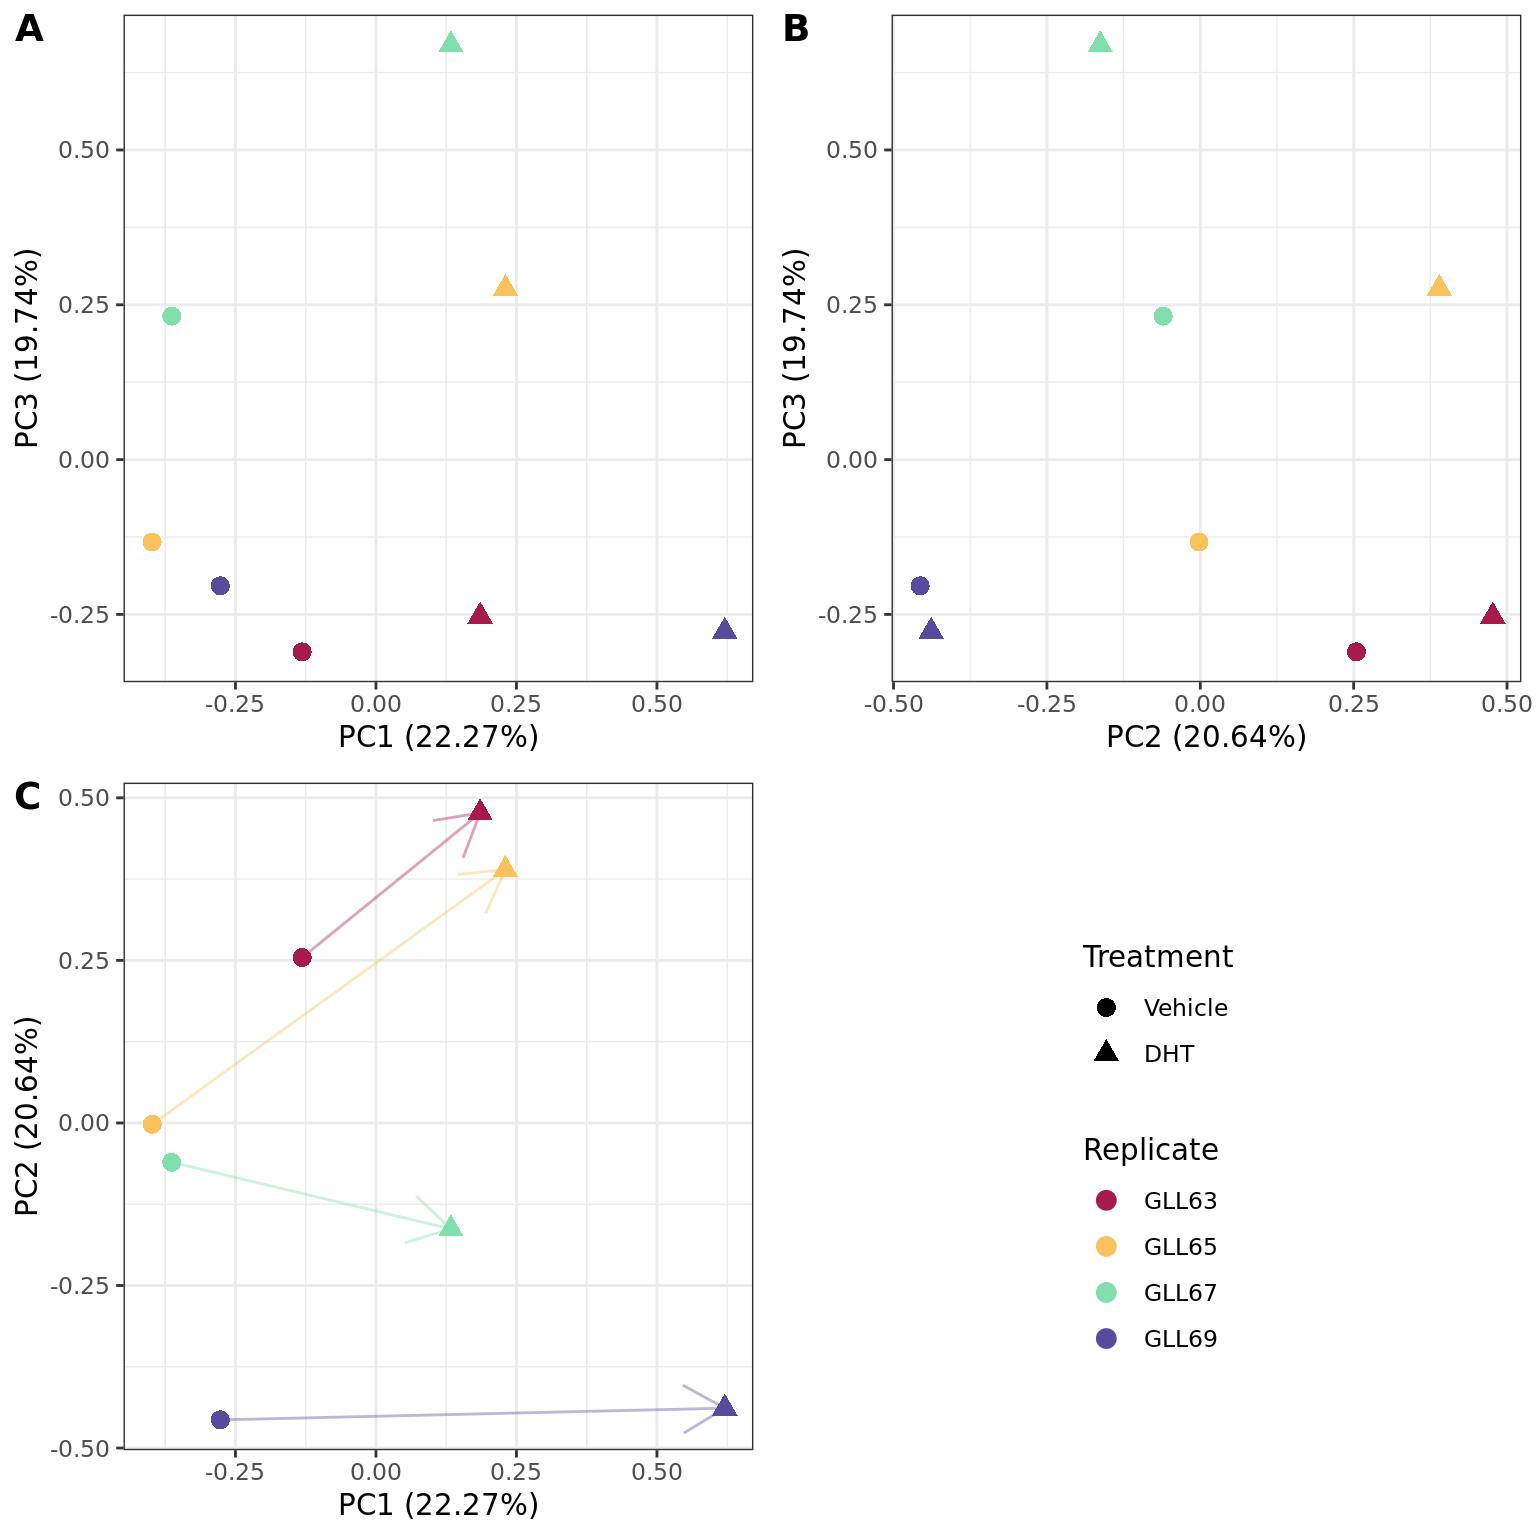 A
PC3 (19.74%)
0.50
0.25
0.00
-0.25
-0.25 0.00 0.25 0.50
PC1 (22.27%)
B
PC3 (19.74%)
0.50
0.25
0.00
-0.25
-0.50 -0.25 0.00 0.25 0.50
PC2 (20.64%)
C
PC2 (20.64%)
0.50
0.25
0.00
-0.25
-0.50
-0.25 0.00 0.25 0.50
PC1 (22.27%)
Treatment
Vehicle
DHT
Replicate
GLL63
GLL65
GLL67
GLL69